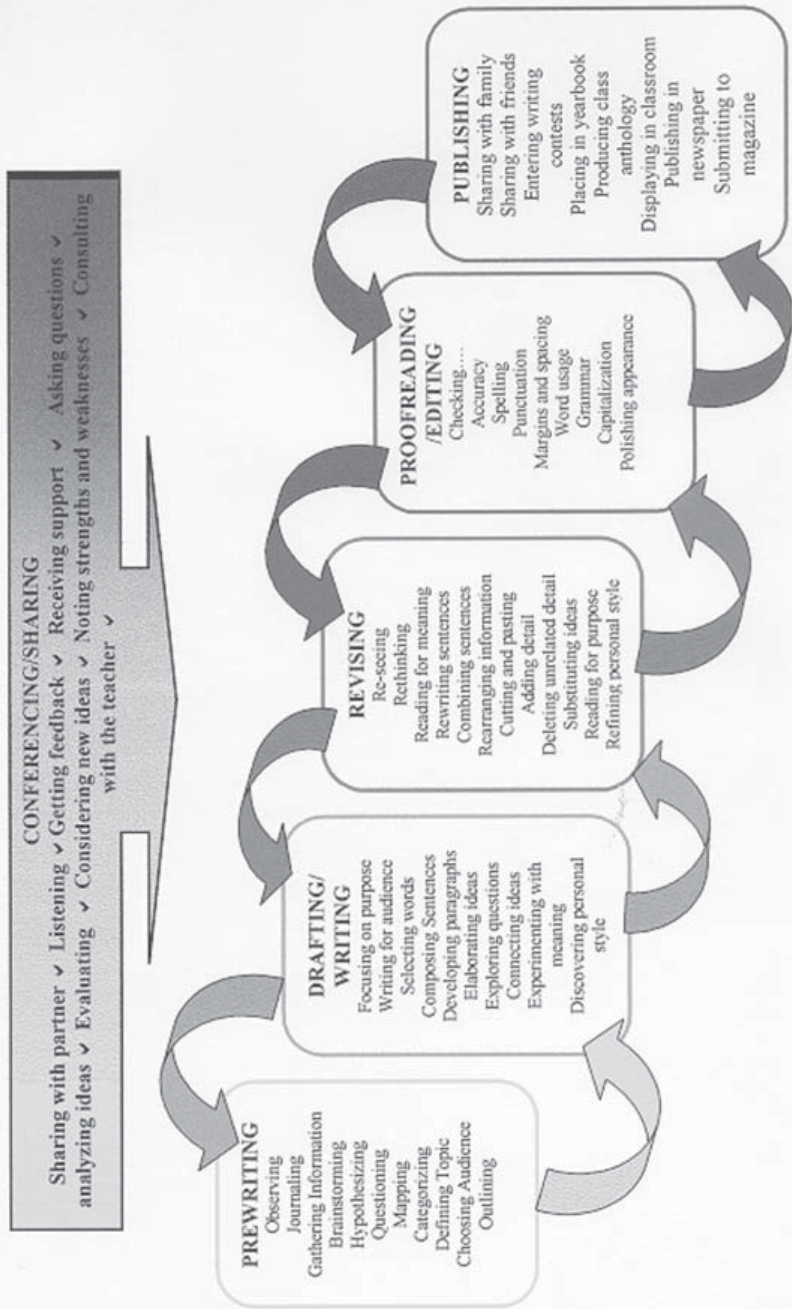 CONFERENCING/SHARING
Sharing with partner ✓ Listening ✓ Getting feedback ✓ Receiving support ✓ Asking questions ✓
analyzing ideas ✓ Evaluating ✓ Considering new ideas ✓ Noting strengths and weaknesses ✓ Consulting
with the teacher ✓
PREWRITING
Observing
Journaling
Gathering Information
Brainstorming
Hypothesizing
Questioning
Mapping
Categorizing
Defining Topic
Choosing Audience
Outlining
DRAFTING/
WRITING
Focusing on purpose
Writing for audience
Selecting words
Composing Sentences
Developing paragraphs
Elaborating ideas
Exploring questions
Connecting ideas
Experimenting with
meaning
Discovering personal
style
REVISING
Re-seeing
Rethinking
Reading for meaning
Rewriting sentences
Combining sentences
Rearranging information
Cutting and pasting
Adding detail
Deleting unrelated detail
Substituting ideas
Reading for purpose
Refining personal style
PROOFREADING
/EDITING
Checking....
Accuracy
Spelling
Punctuation
Margins and spacing
Word usage
Grammar
Capitalization
Polishing appearance
PUBLISHING
Sharing with family
Sharing with friends
Entering writing
contests
Placing in yearbook
Producing class
anthology
Displaying in classroom
Publishing in
newspaper
Submitting to
magazine